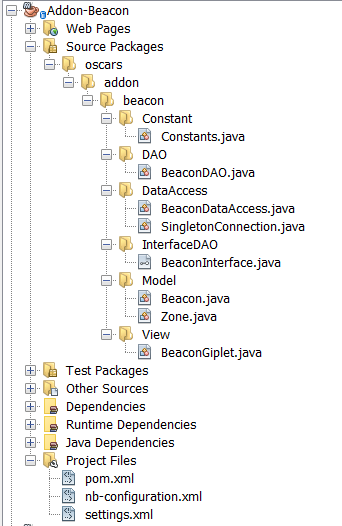 Addon-Beacon
Web Pages
Source Packages
oscars
addon
beacon
Constant
Constants.java
DAO
BeaconDAO.java
DataAccess
BeaconDataAccess.java
SingletonConnection.java
InterfaceDAO
BeaconInterface.java
Model
Beacon.java
Zone.java
View
BeaconGiplet.java
Test Packages
Other Sources
Dependencies
Runtime Dependencies
Java Dependencies
Project Files
pom.xml
nb-configuration.xml
settings.xml